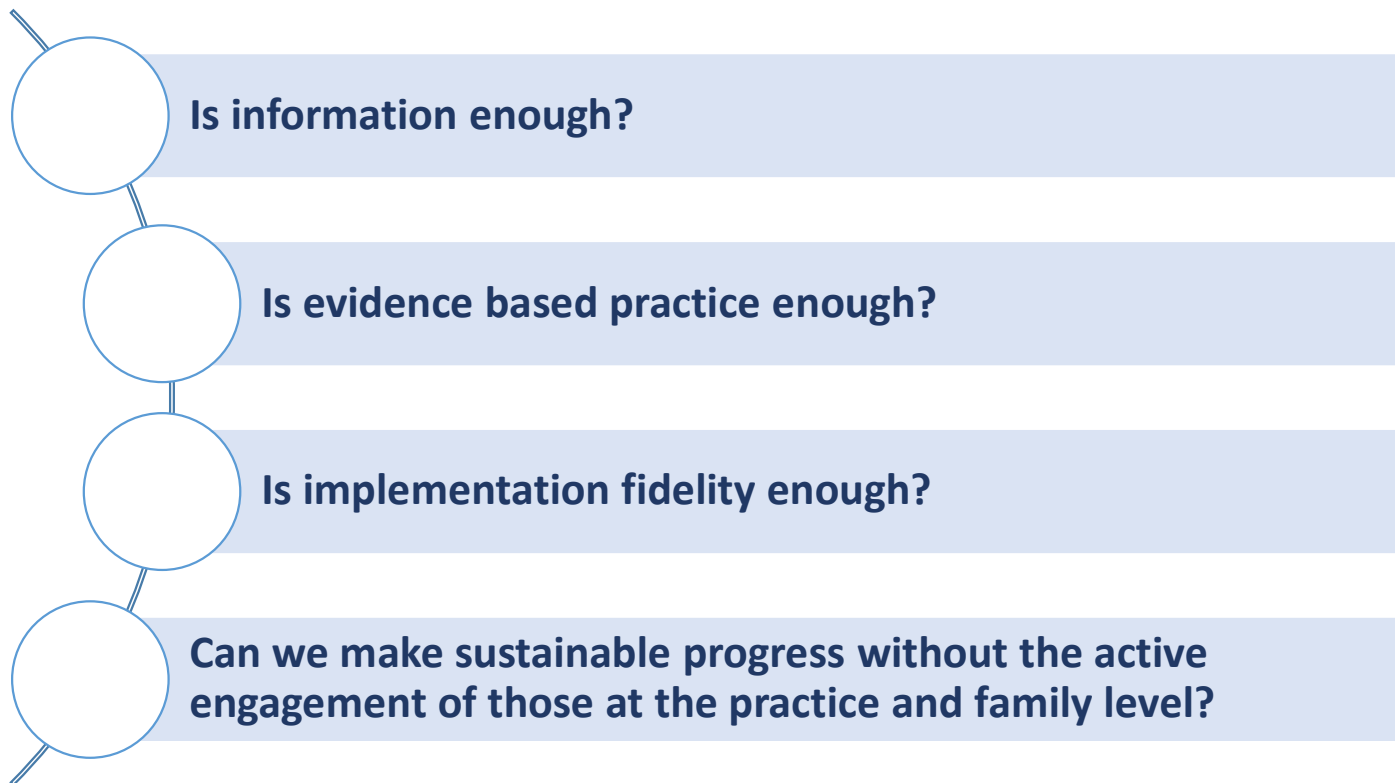 Is information enough?
Is evidence based practice enough?
Is implementation fidelity enough?
Can we make sustainable progress without the active
engagement of those at the practice and family level?